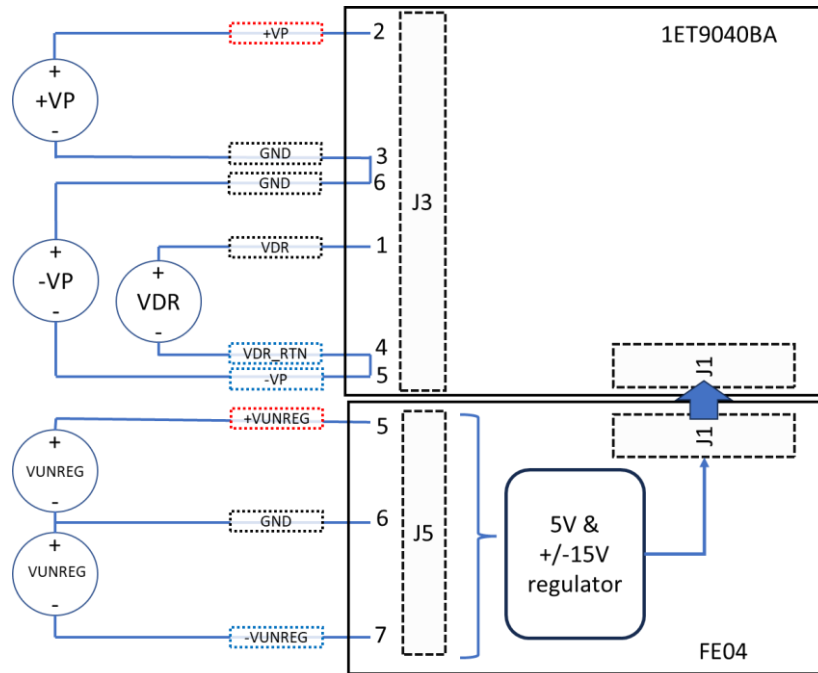 +VP
2
1ET9040BA
+
+VP
-
GND
3
GND
6
J3
+
-VP
-
VDR
1
+
VDR
-
VDR_RTN
4
-VP
5
J1
+VUNREG
5
J1
+
VUNREG
-
GND
6
J5
5V &
+/-15V
regulator
+
VUNREG
-
-VUNREG
7
FE04